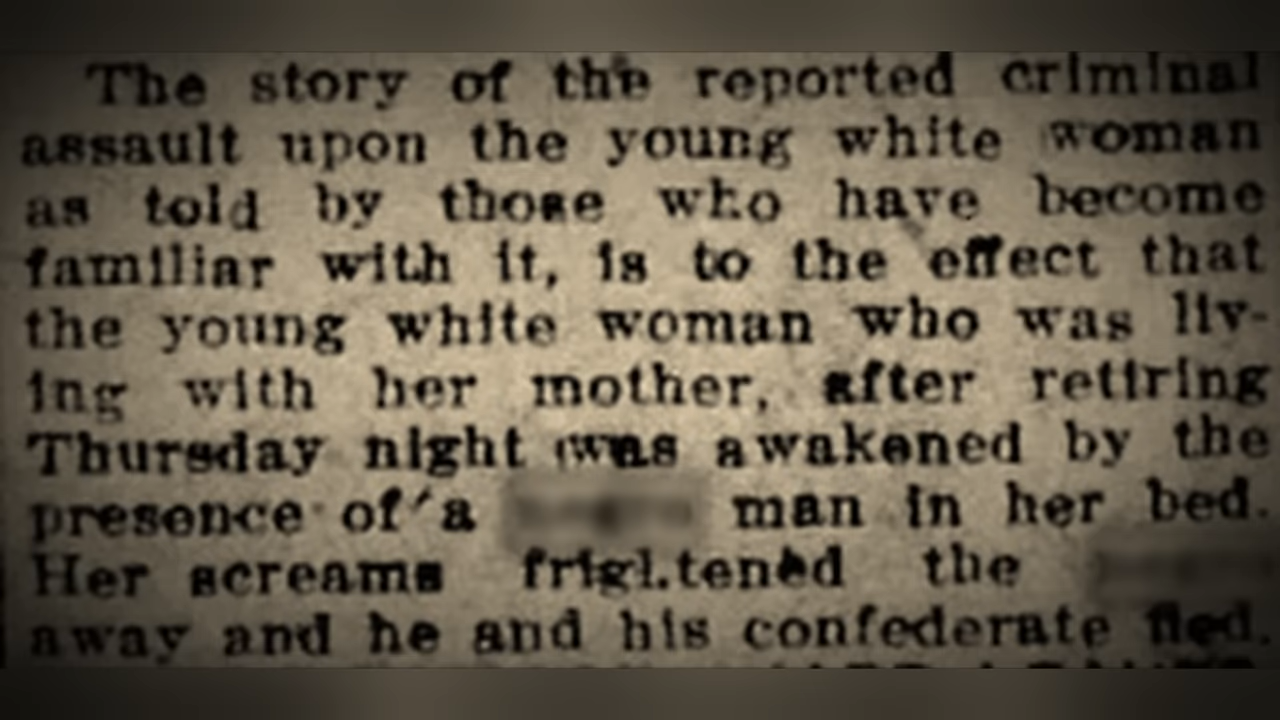 The story of the reported criminal
assault upon the young white woman
as told by those who have become
familiar with it, is to the effect that
the young white woman who was liv-
ing with her mother, after retiring
Thursday night was awakened by the
presence of a man in her bed.
Her screams frightened the
away and he and his confederate fled.